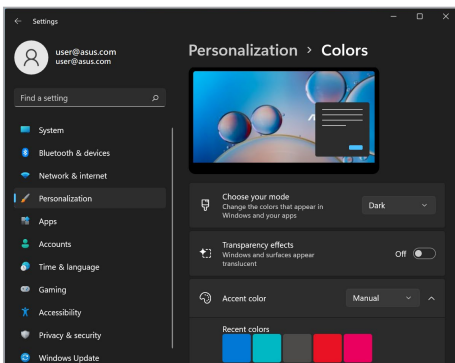 Settings
user@asus.com
user@asus.com
Find a setting
System
Bluetooth & devices
Network & internet
Personalization
Apps
Accounts
Time & language
Gaming
Accessibility
Privacy & security
Windows Update
Personalization > Colors
Choose your mode
Change the colors that appear in
Windows and your apps
Dark
Transparency effects
Windows and surfaces appear
translucent
Off
Accent color
Manual
Recent colors